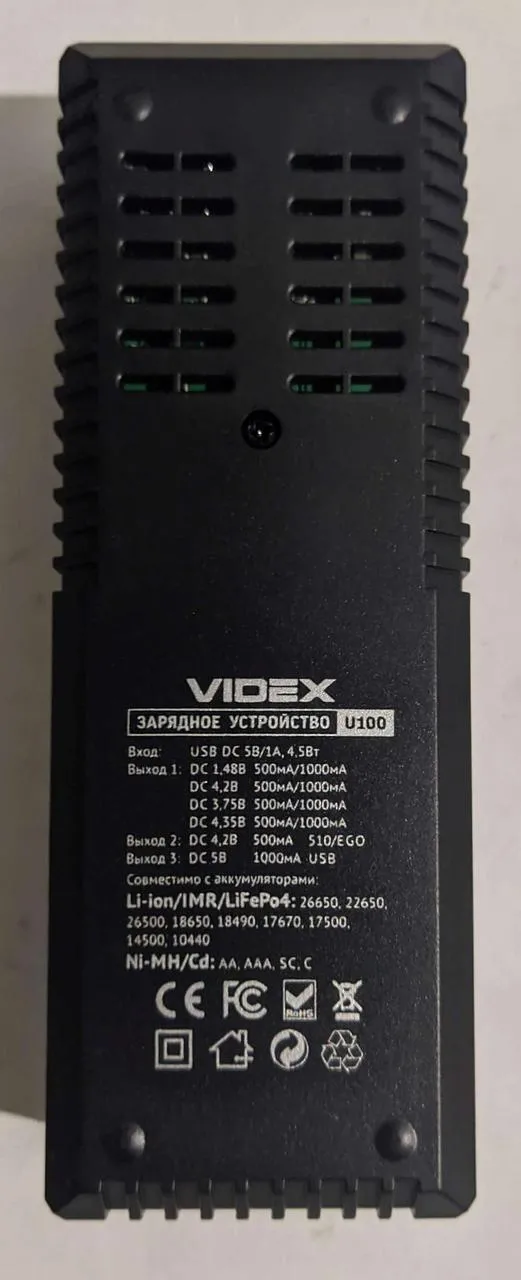 VIDEX
ЗАРЯДНОЕ УСТРОЙСТВО U100
Вход: USB DC 5В/1А, 4,5Вт
Выход 1: DC 1,48В 500мА/1000мА
DC 4,2В 500мА/1000мА
DC 3,75В 500мА/1000мА
DC 4,35В 500мА/1000мА
Выход 2: DC 4,2В 500мА 510/EGO
Выход 3: DC 5В 1000мА USB
Совместимо с аккумуляторами:
Li-ion/IMR/LiFePo4: 26650, 22650,
26500, 18650, 18490, 17670, 17500,
14500, 10440
Ni-MH/Cd: AA, AAA, SC, C
CE FC RoHS